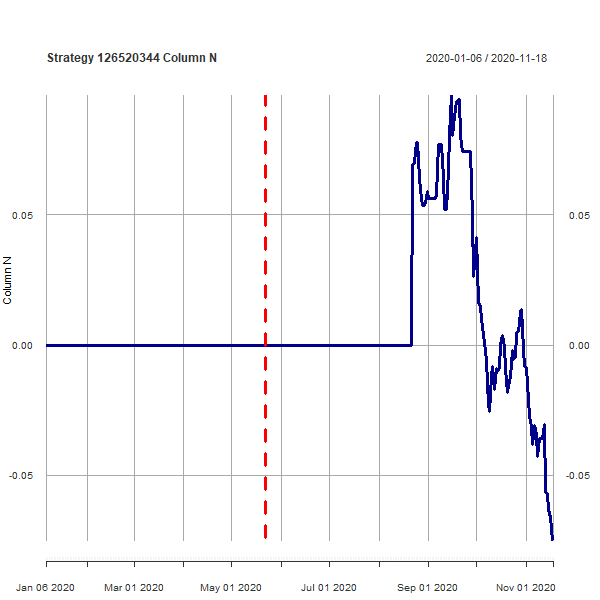 Strategy 126520344 Column N
2020-01-06 / 2020-11-18
Column N
0.05
0.05
0.00
0.00
-0.05
-0.05
Jan 06 2020
Mar 01 2020
May 01 2020
Jul 01 2020
Sep 01 2020
Nov 01 2020